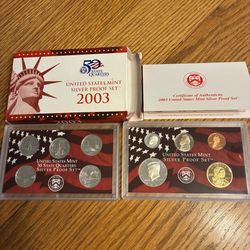 50
STATE
QUARTERS
UNITED STATES MINT
SILVER PROOF SET
2003
Certificate of Authenticity
2003 United States Mint Silver Proof Set
UNITED STATES MINT
50 STATE QUARTERS
SILVER PROOF SET
UNITED STATES MINT
SILVER PROOF SET